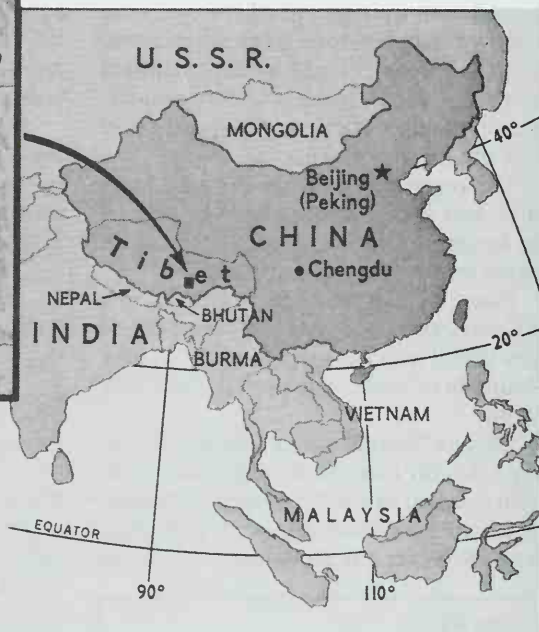 U. S. S. R.
MONGOLIA
40°
Beijing
(Peking)
CHINA
Tibet
Chengdu
NEPAL
BHUTAN
INDIA
20°
BURMA
VIETNAM
MALAYSIA
EQUATOR
90°
110°